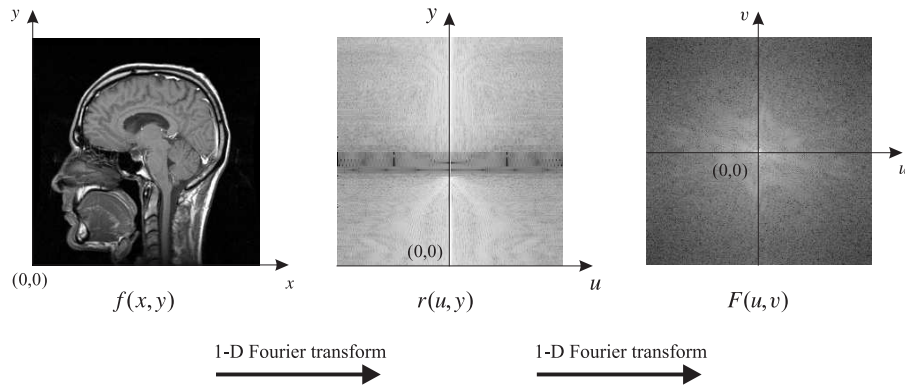 y
y
v
(0,0)
u
(0,0)
(0,0)
x
u
f(x, y)
r(u, y)
F(u, v)
1-D Fourier transform
1-D Fourier transform